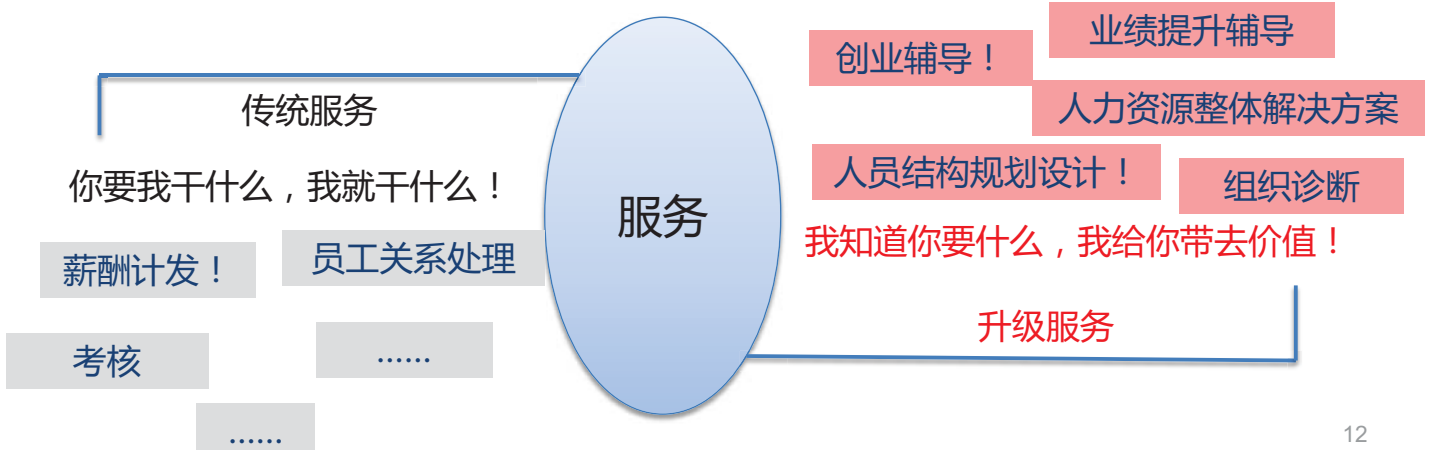 传统服务
你要我干什么，我就干什么！
薪酬计发！
员工关系处理
考核
......
......
服务
创业辅导！
业绩提升辅导
人力资源整体解决方案
人员结构规划设计！
组织诊断
我知道你要什么，我给你带去价值！
升级服务
12